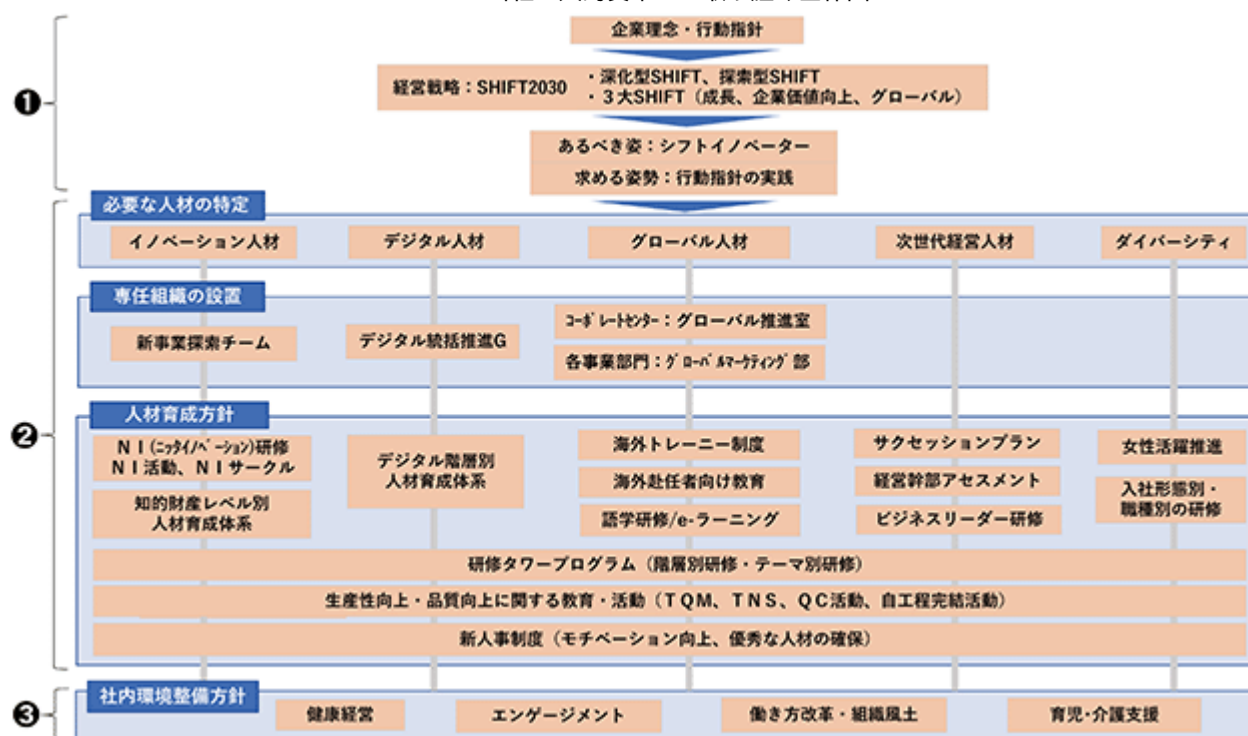 ❶
企業理念・行動指針
経営戦略：SHIFT2030
・深化型SHIFT、探索型SHIFT
・３大SHIFT（成長、企業価値向上、グローバル）
あるべき姿：シフトイノベーター
求める姿勢：行動指針の実践
❷
必要な人材の特定
イノベーション人材
デジタル人材
グローバル人材
次世代経営人材
ダイバーシティ
専任組織の設置
新事業探索チーム
デジタル統括推進G
ｺｰﾎﾟﾚｰﾄｾﾝﾀｰ：グローバル推進室
各事業部門：ｸﾞﾛｰﾊﾞﾙﾏｰｹﾃｨﾝｸﾞ部
人材育成方針
ＮＩ(ﾆｯﾀｲﾉﾍﾞｰｼｮﾝ)研修
ＮＩ活動、ＮＩサークル
知的財産レベル別
人材育成体系
デジタル階層別
人材育成体系
海外トレーニー制度
海外赴任者向け教育
語学研修/e-ラーニング
サクセッションプラン
経営幹部アセスメント
ビジネスリーダー研修
女性活躍推進
入社形態別・
職種別の研修
研修タワープログラム（階層別研修・テーマ別研修）
生産性向上・品質向上に関する教育・活動（ＴＱＭ、ＴＮＳ、ＱＣ活動、自工程完結活動）
新人事制度（モチベーション向上、優秀な人材の確保）
❸
社内環境整備方針
健康経営
エンゲージメント
働き方改革・組織風土
育児・介護支援